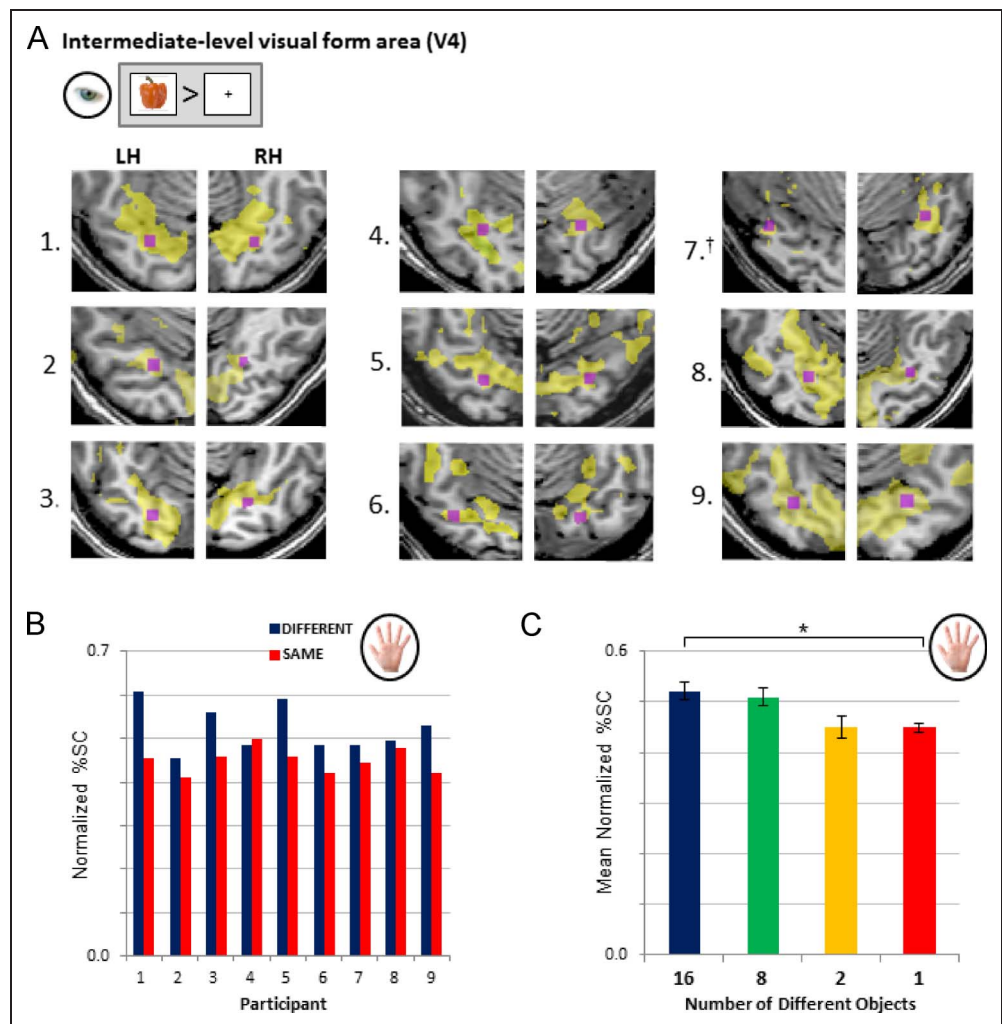 A Intermediate-level visual form area (V4)
> +
LH RH
1. 4. 7.†
2 5. 8.
3. 6. 9.
B C
DIFFERENT
SAME
*
0.7
Normalized %SC
0.0
1 2 3 4 5 6 7 8 9
Participant
0.6
Mean Normalized %SC
0.0
16 8 2 1
Number of Different Objects